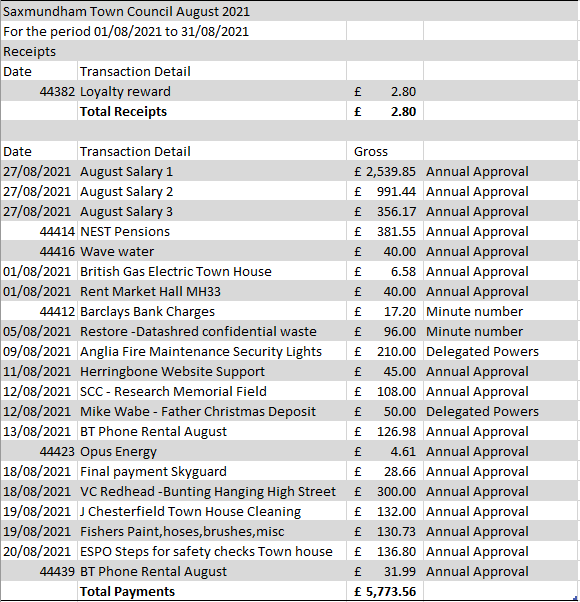 Saxmundham Town Council August 2021
For the period 01/08/2021 to 31/08/2021
Receipts
Date Transaction Detail
44382 Loyalty reward £ 2.80
Total Receipts £ 2.80
Date Transaction Detail Gross
27/08/2021 August Salary 1 £ 2,539.85 Annual Approval
27/08/2021 August Salary 2 £ 991.44 Annual Approval
27/08/2021 August Salary 3 £ 356.17 Annual Approval
44414 NEST Pensions £ 381.55 Annual Approval
44416 Wave water £ 40.00 Annual Approval
01/08/2021 British Gas Electric Town House £ 6.58 Annual Approval
01/08/2021 Rent Market Hall MH33 £ 40.00 Annual Approval
44412 Barclays Bank Charges £ 17.20 Minute number
05/08/2021 Restore -Datashred confidential waste £ 96.00 Minute number
09/08/2021 Anglia Fire Maintenance Security Lights £ 210.00 Delegated Powers
11/08/2021 Herringbone Website Support £ 45.00 Annual Approval
12/08/2021 SCC - Research Memorial Field £ 108.00 Annual Approval
12/08/2021 Mike Wabe - Father Christmas Deposit £ 50.00 Delegated Powers
13/08/2021 BT Phone Rental August £ 126.98 Annual Approval
44423 Opus Energy £ 4.61 Annual Approval
18/08/2021 Final payment Skyguard £ 28.66 Annual Approval
18/08/2021 VC Redhead -Bunting Hanging High Street £ 300.00 Annual Approval
19/08/2021 J Chesterfield Town House Cleaning £ 132.00 Annual Approval
19/08/2021 Fishers Paint,hoses,brushes,misc £ 130.73 Annual Approval
20/08/2021 ESPO Steps for safety checks Town house £ 136.80 Annual Approval
44439 BT Phone Rental August £ 31.99 Annual Approval
Total Payments £ 5,773.56